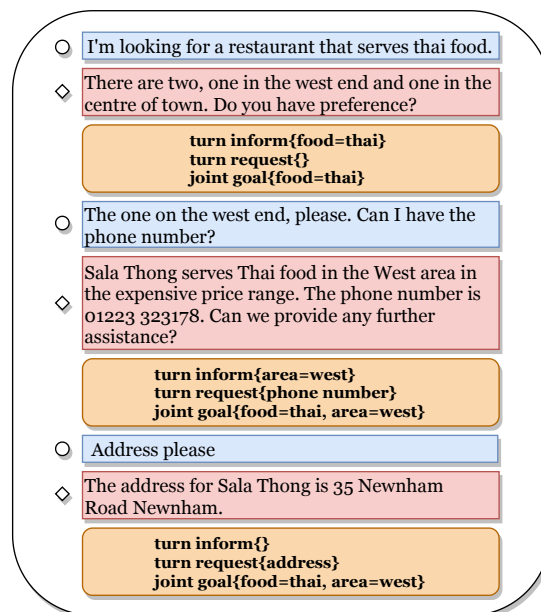 I'm looking for a restaurant that serves thai food.
There are two, one in the west end and one in the
centre of town. Do you have preference?
turn inform{food=thai}
turn request{}
joint goal{food=thai}
The one on the west end, please. Can I have the
phone number?
Sala Thong serves Thai food in the West area in
the expensive price range. The phone number is
01223 323178. Can we provide any further
assistance?
turn inform{area=west}
turn request{phone number}
joint goal{food=thai, area=west}
Address please
The address for Sala Thong is 35 Newnham
Road Newnham.
turn inform{}
turn request{address}
joint goal{food=thai, area=west}